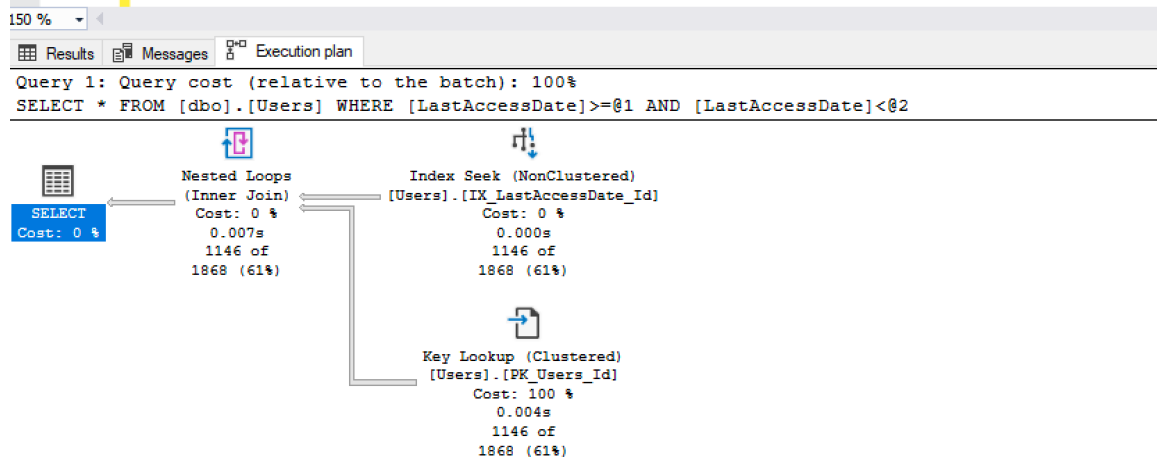 150 %
Results Messages Execution plan
Query 1: Query cost (relative to the batch): 100%
SELECT * FROM [dbo].[Users] WHERE [LastAccessDate]>=@1 AND [LastAccessDate]<@2
SELECT
Cost: 0 %
Nested Loops
(Inner Join)
Cost: 0 %
0.007s
1146 of
1868 (61%)
Index Seek (NonClustered)
[Users].[IX_LastAccessDate_Id]
Cost: 0 %
0.000s
1146 of
1868 (61%)
Key Lookup (Clustered)
[Users].[PK_Users_Id]
Cost: 100 %
0.004s
1146 of
1868 (61%)